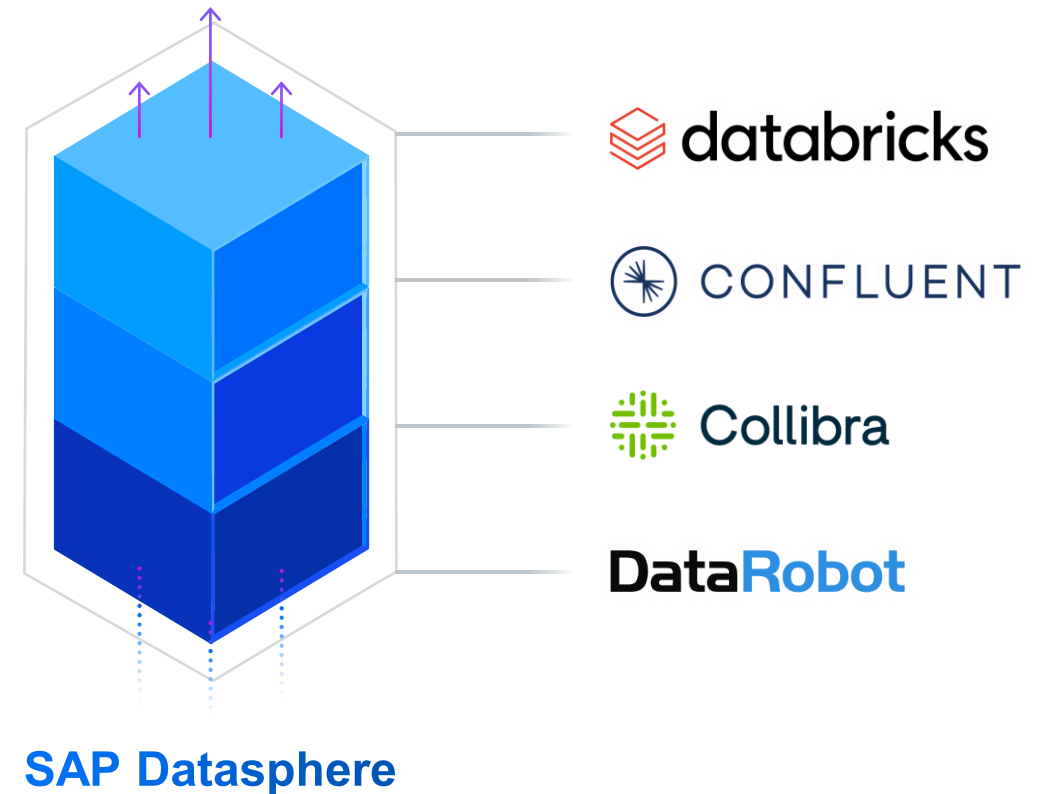 databricks
CONFLUENT
Collibra
DataRobot
SAP Datasphere